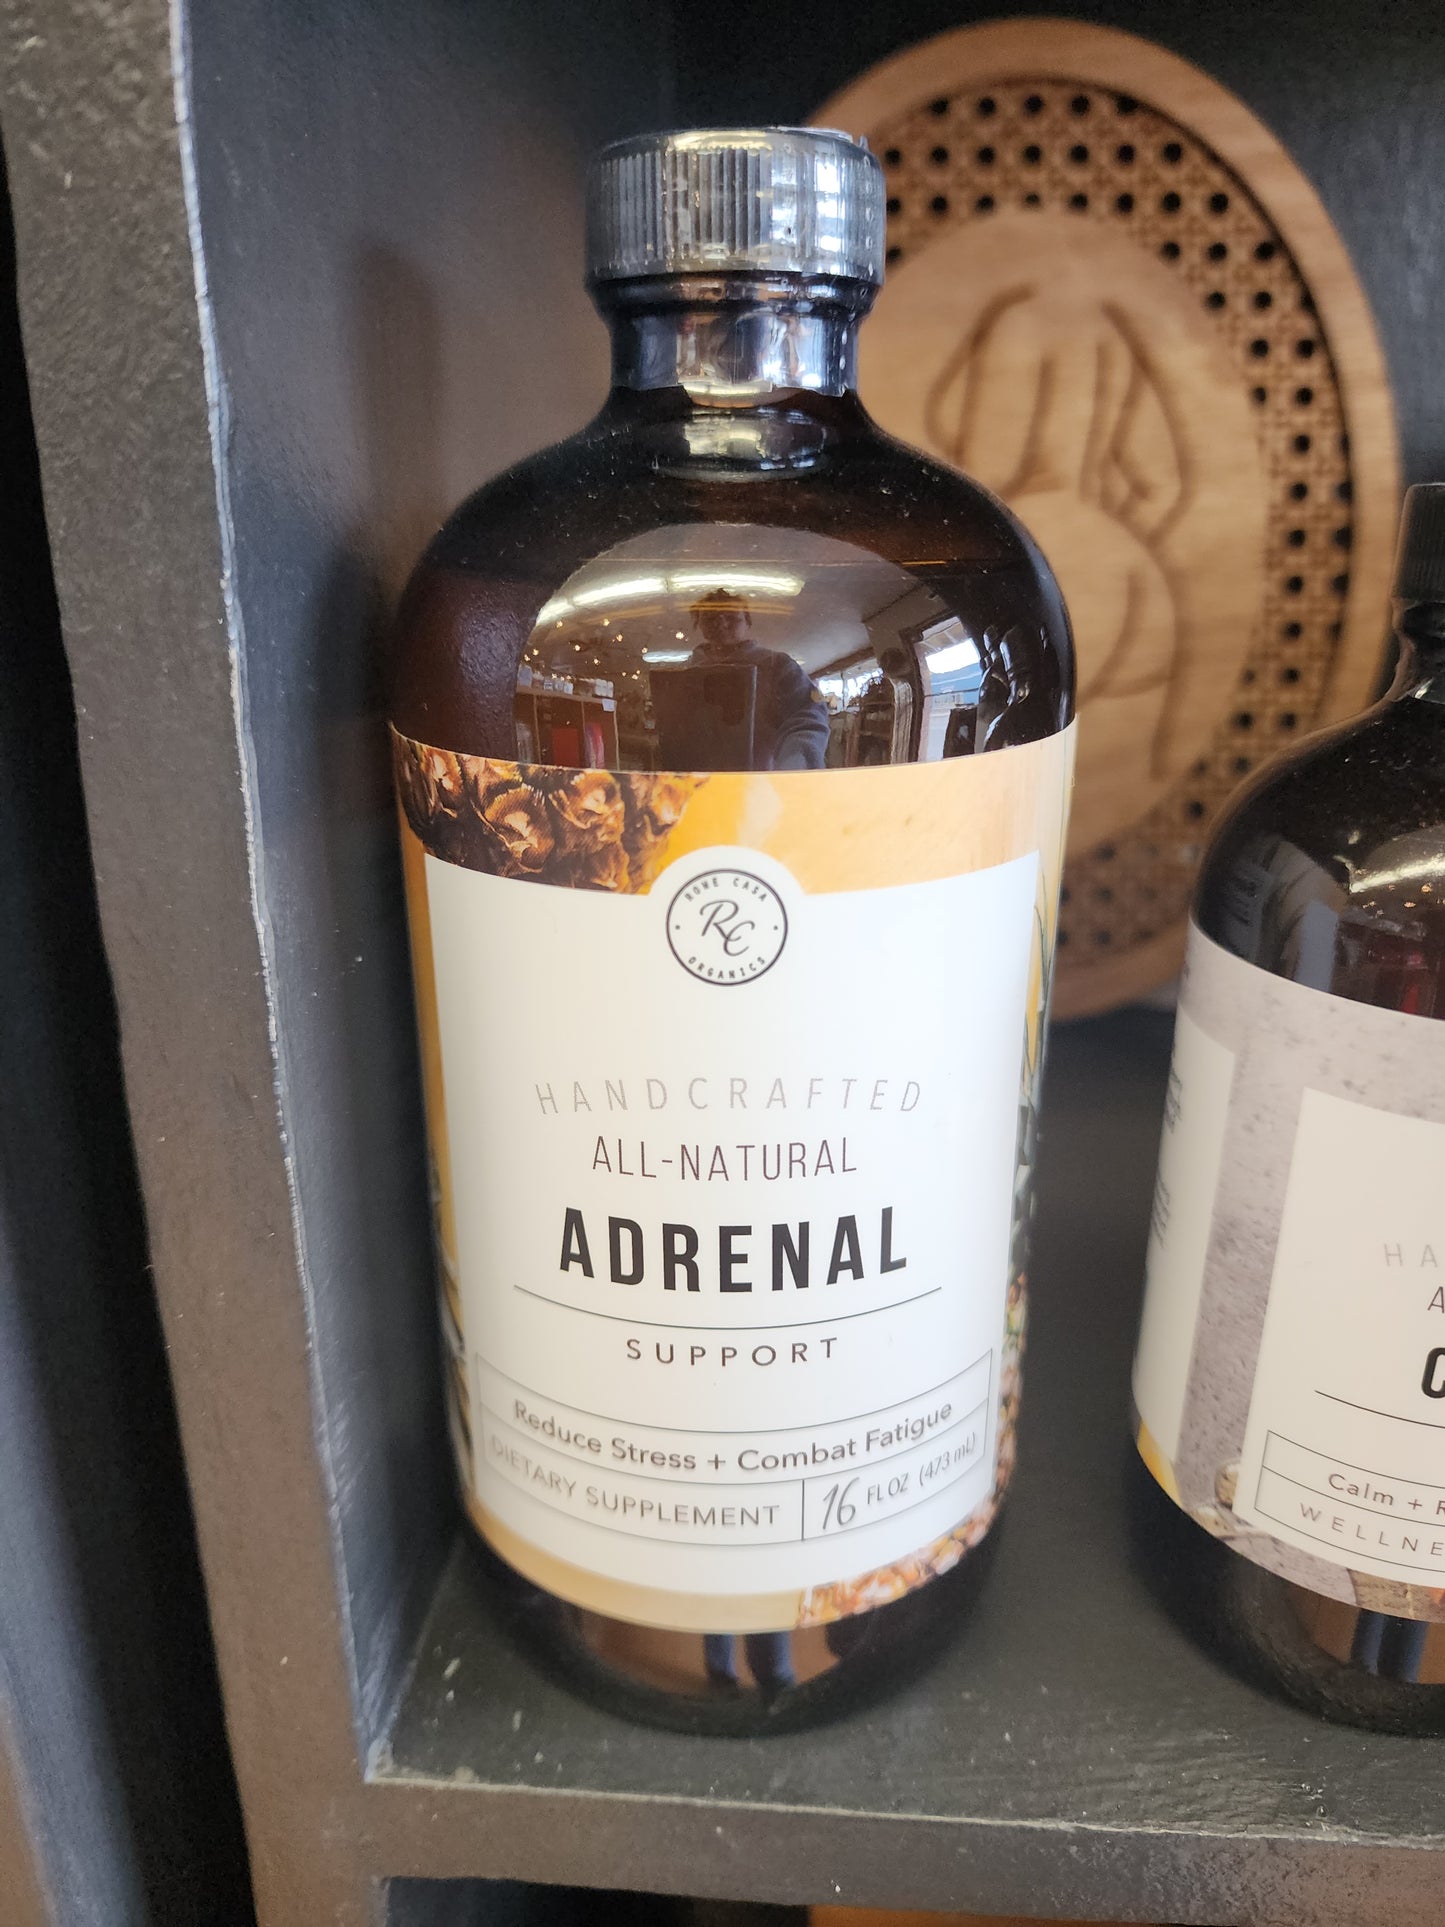 ROWE CASA
RC
ORGANICS
HANDCRAFTED
ALL-NATURAL
ADRENAL
SUPPORT
Reduce Stress + Combat Fatigue
DIETARY SUPPLEMENT
16 FL OZ (473 mL)
Calm +